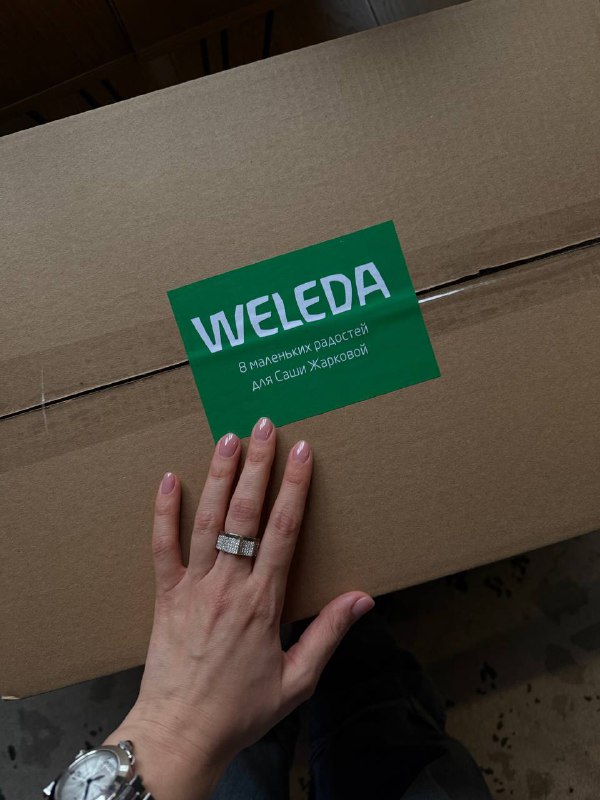 WELEDA
8 маленьких радостей
для Саши Жарковой